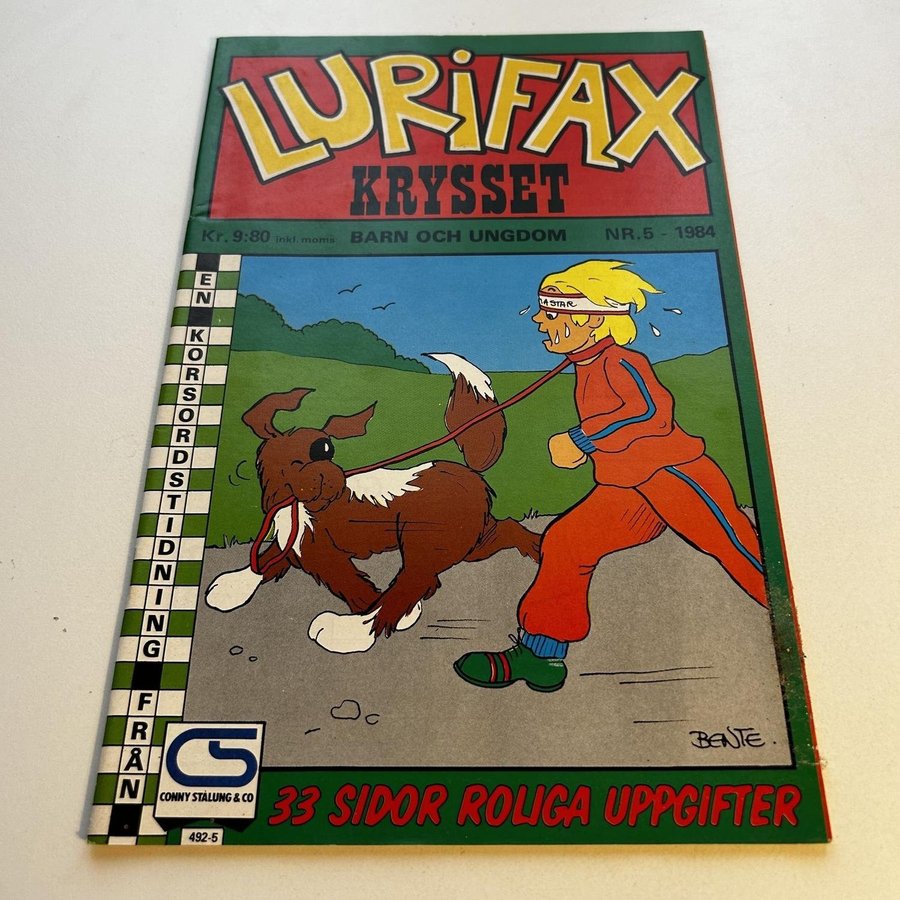 LURiFAX
KRYSSET
Kr. 9:80 inkl. moms BARN OCH UNGDOM NR. 5 - 1984
EN KORSORDSTIDNING FRÅN
STAR
BENTE.
CS
CONNY STÅLUNG & CO
492-5
33 SIDOR ROLIGA UPPGIFTER